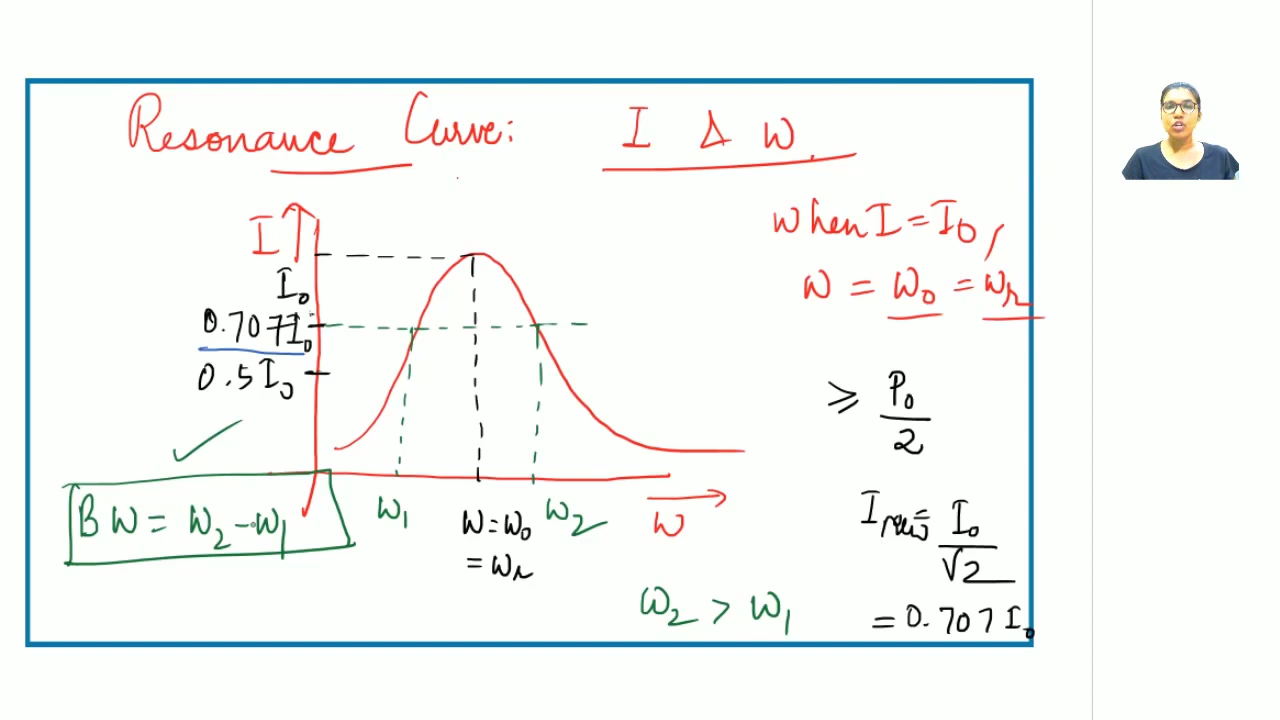 Resonance Curve: I Δ ω.
I
I₀
0.707I₀
0.5I₀
BW = ω₂-ω₁
ω₁
ω=ω₀
=ωr
ω₂
ω
ω₂ > ω₁
when I = I₀,
ω = ω₀ = ωr
≥ P₀/2
Irms = I₀/√2
= 0.707 I₀